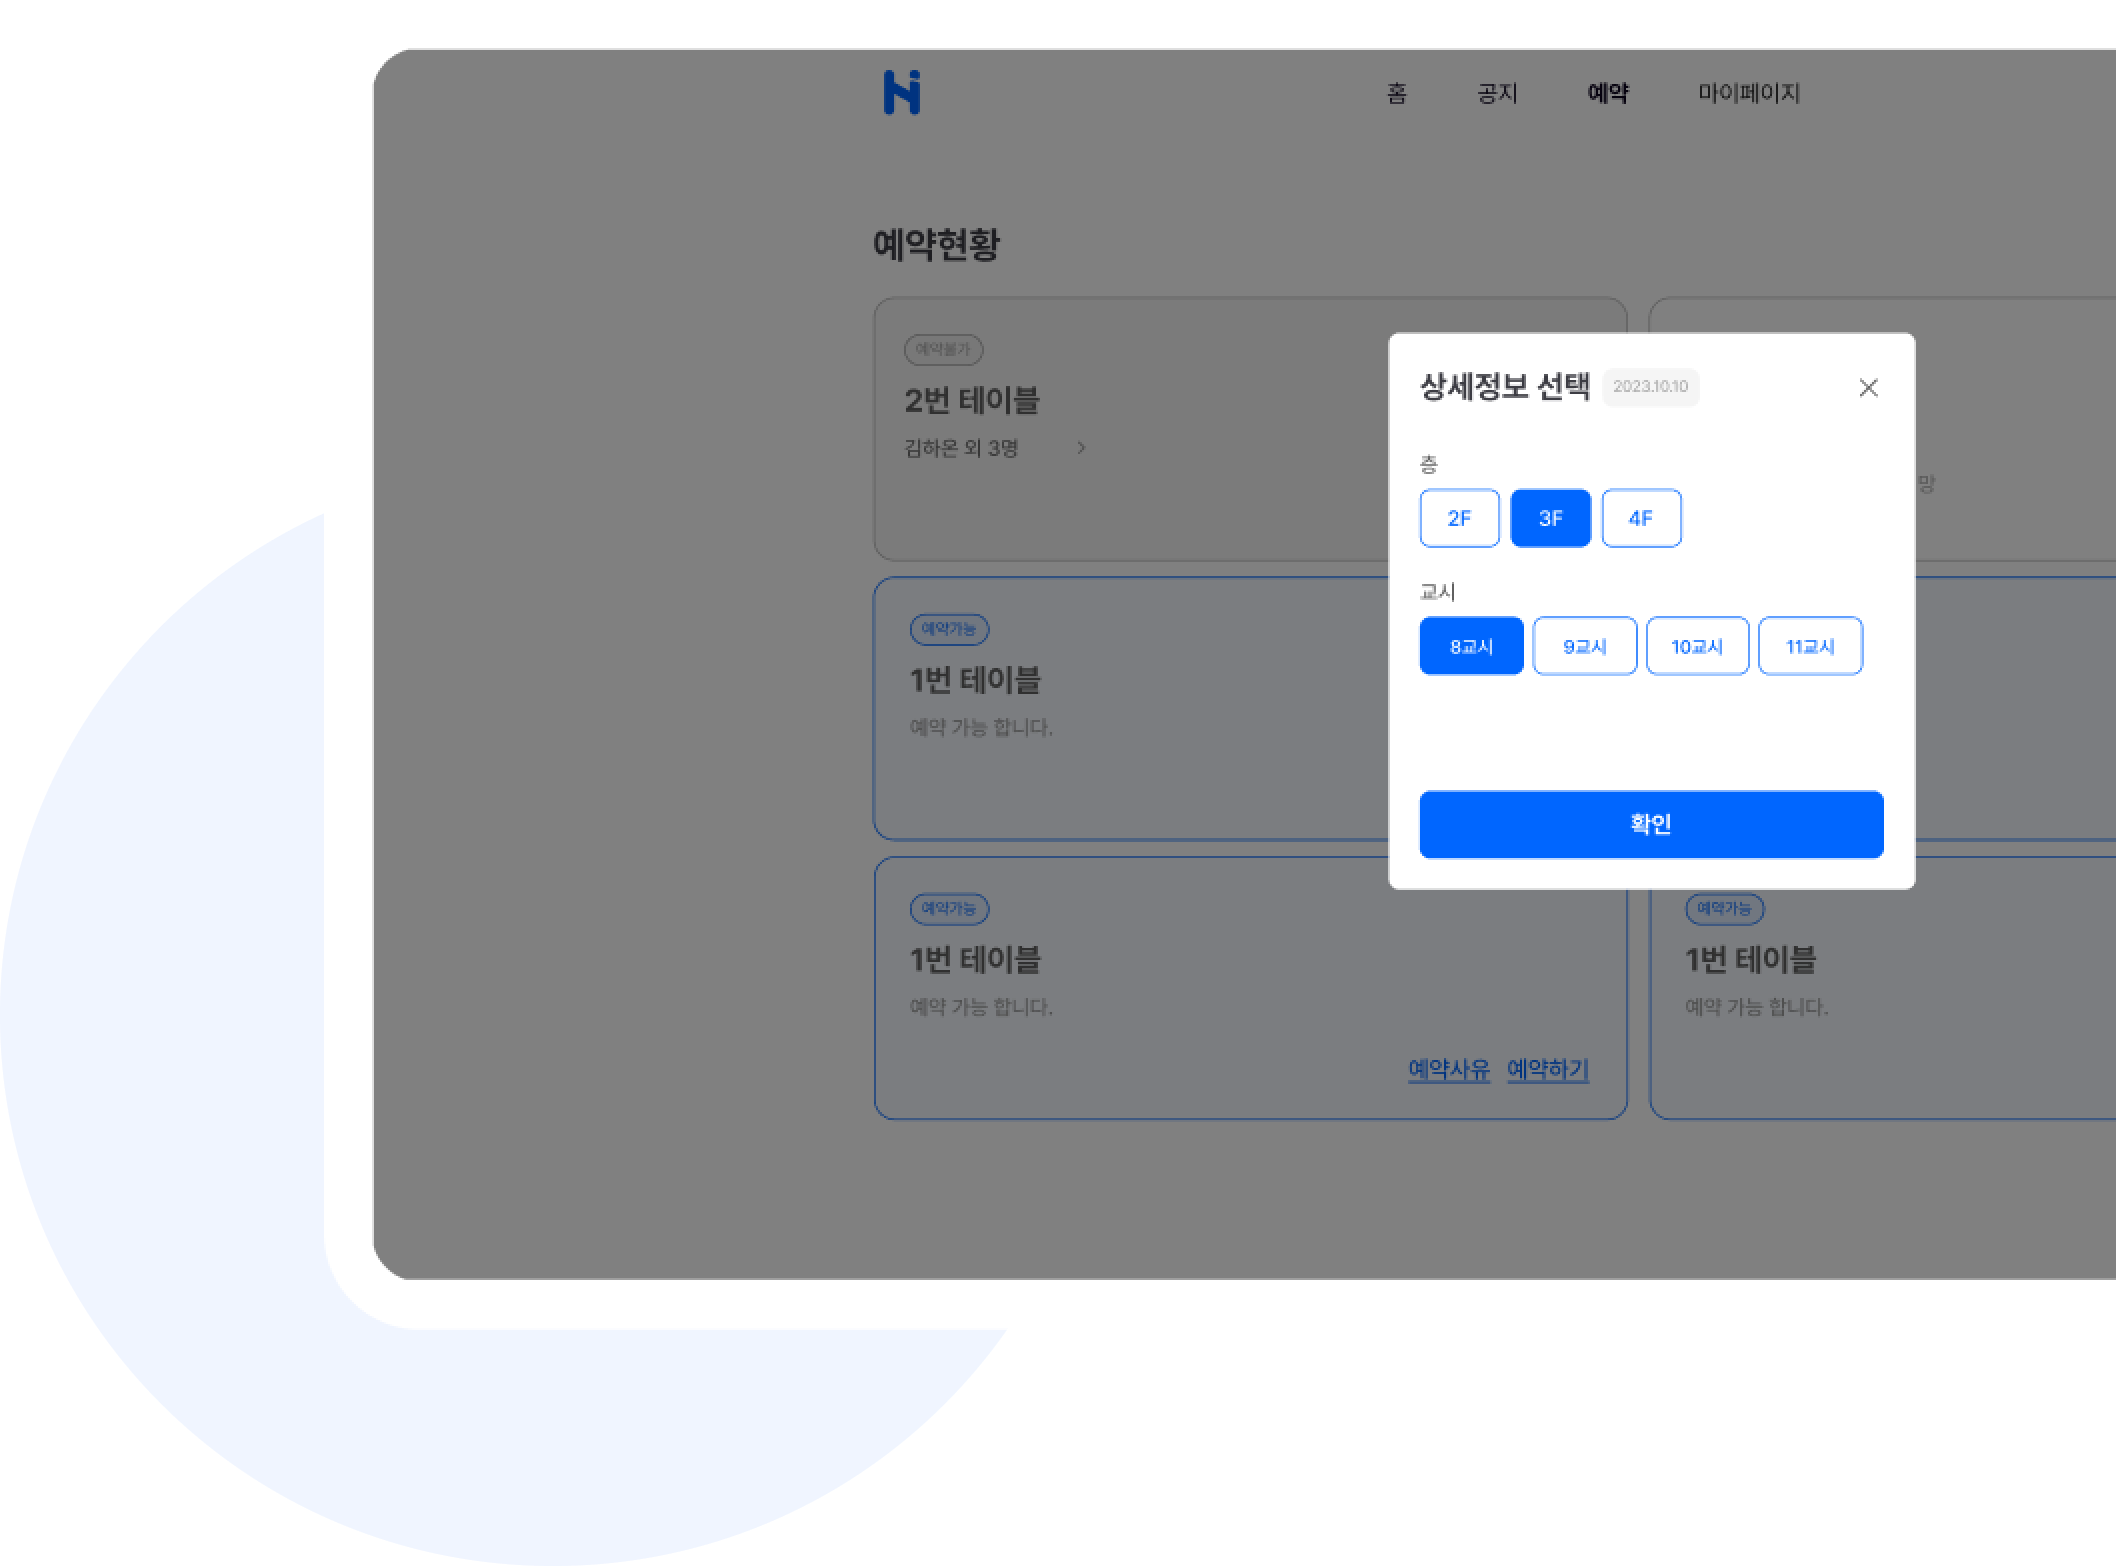 홈 공지 예약 마이페이지
예약현황
예약불가
2번 테이블
김하온 외 3명
예약가능
1번 테이블
예약 가능 합니다.
예약가능
1번 테이블
예약 가능 합니다.
예약사유 예약하기
망
예약가능
1번 테이블
예약 가능 합니다.
상세정보 선택 2023.10.10
층
2F 3F 4F
교시
8교시 9교시 10교시 11교시
확인